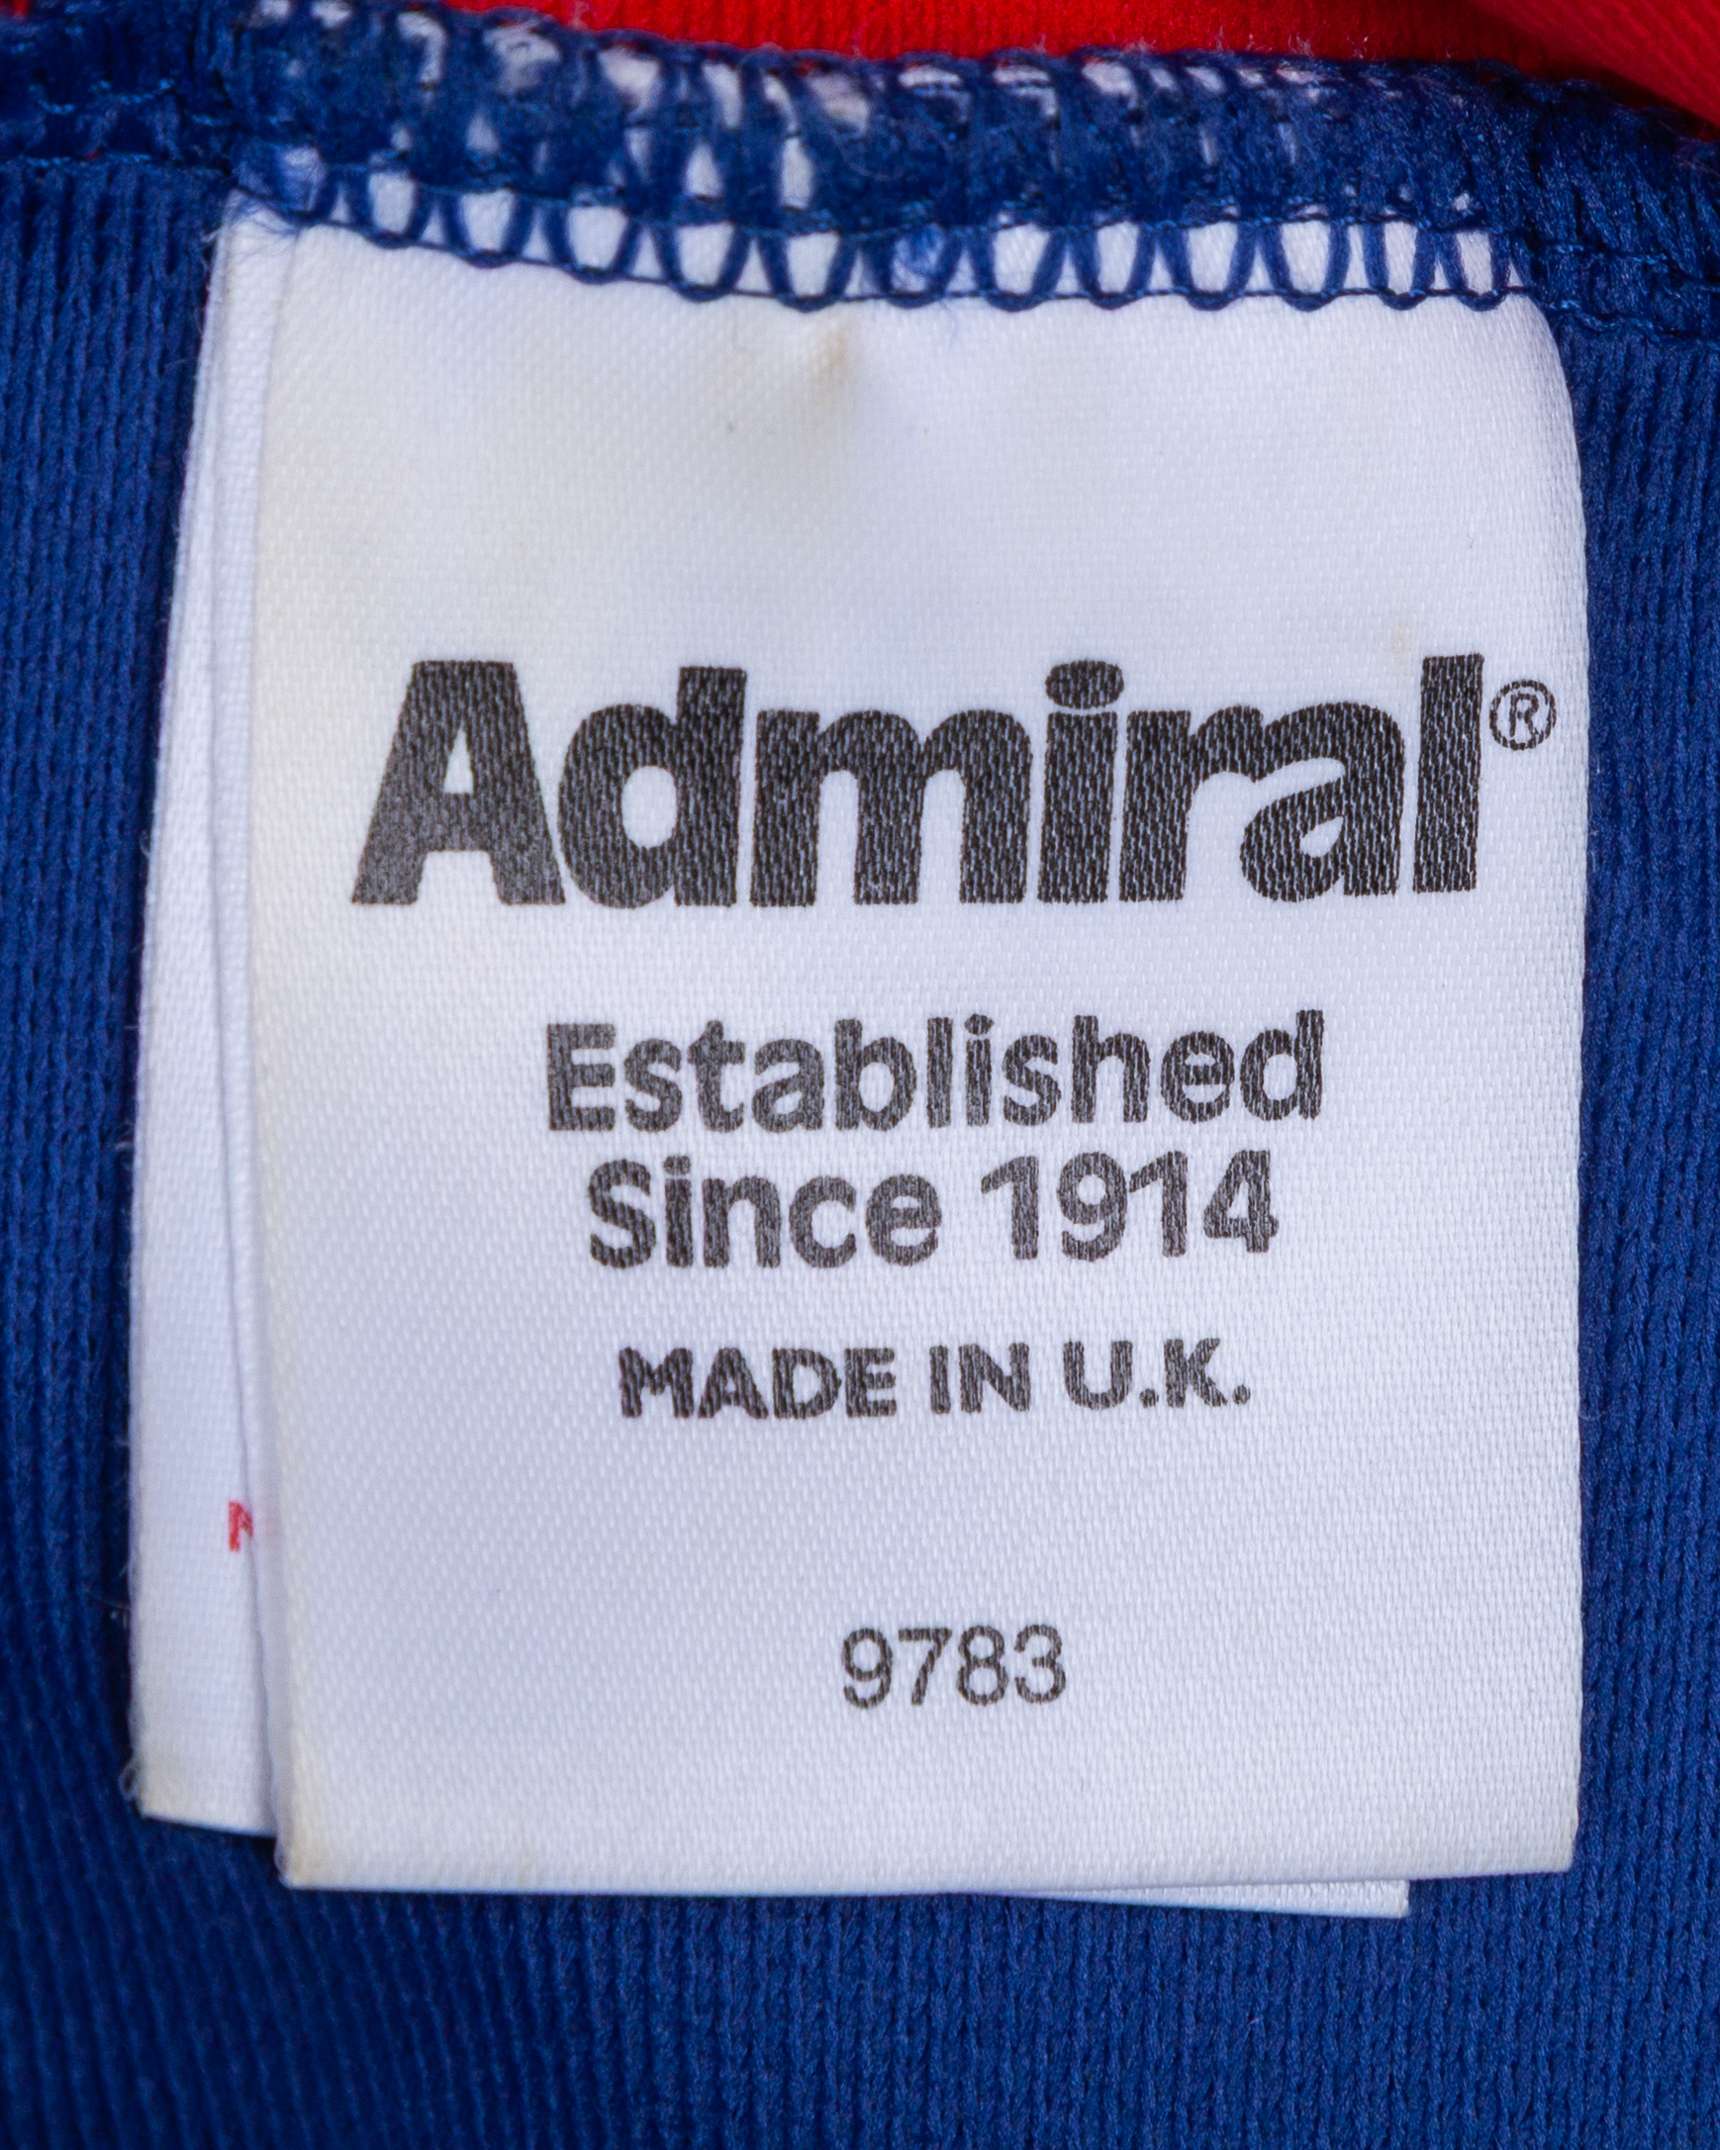 Admiral®
Established
Since 1914
MADE IN U.K.
9783